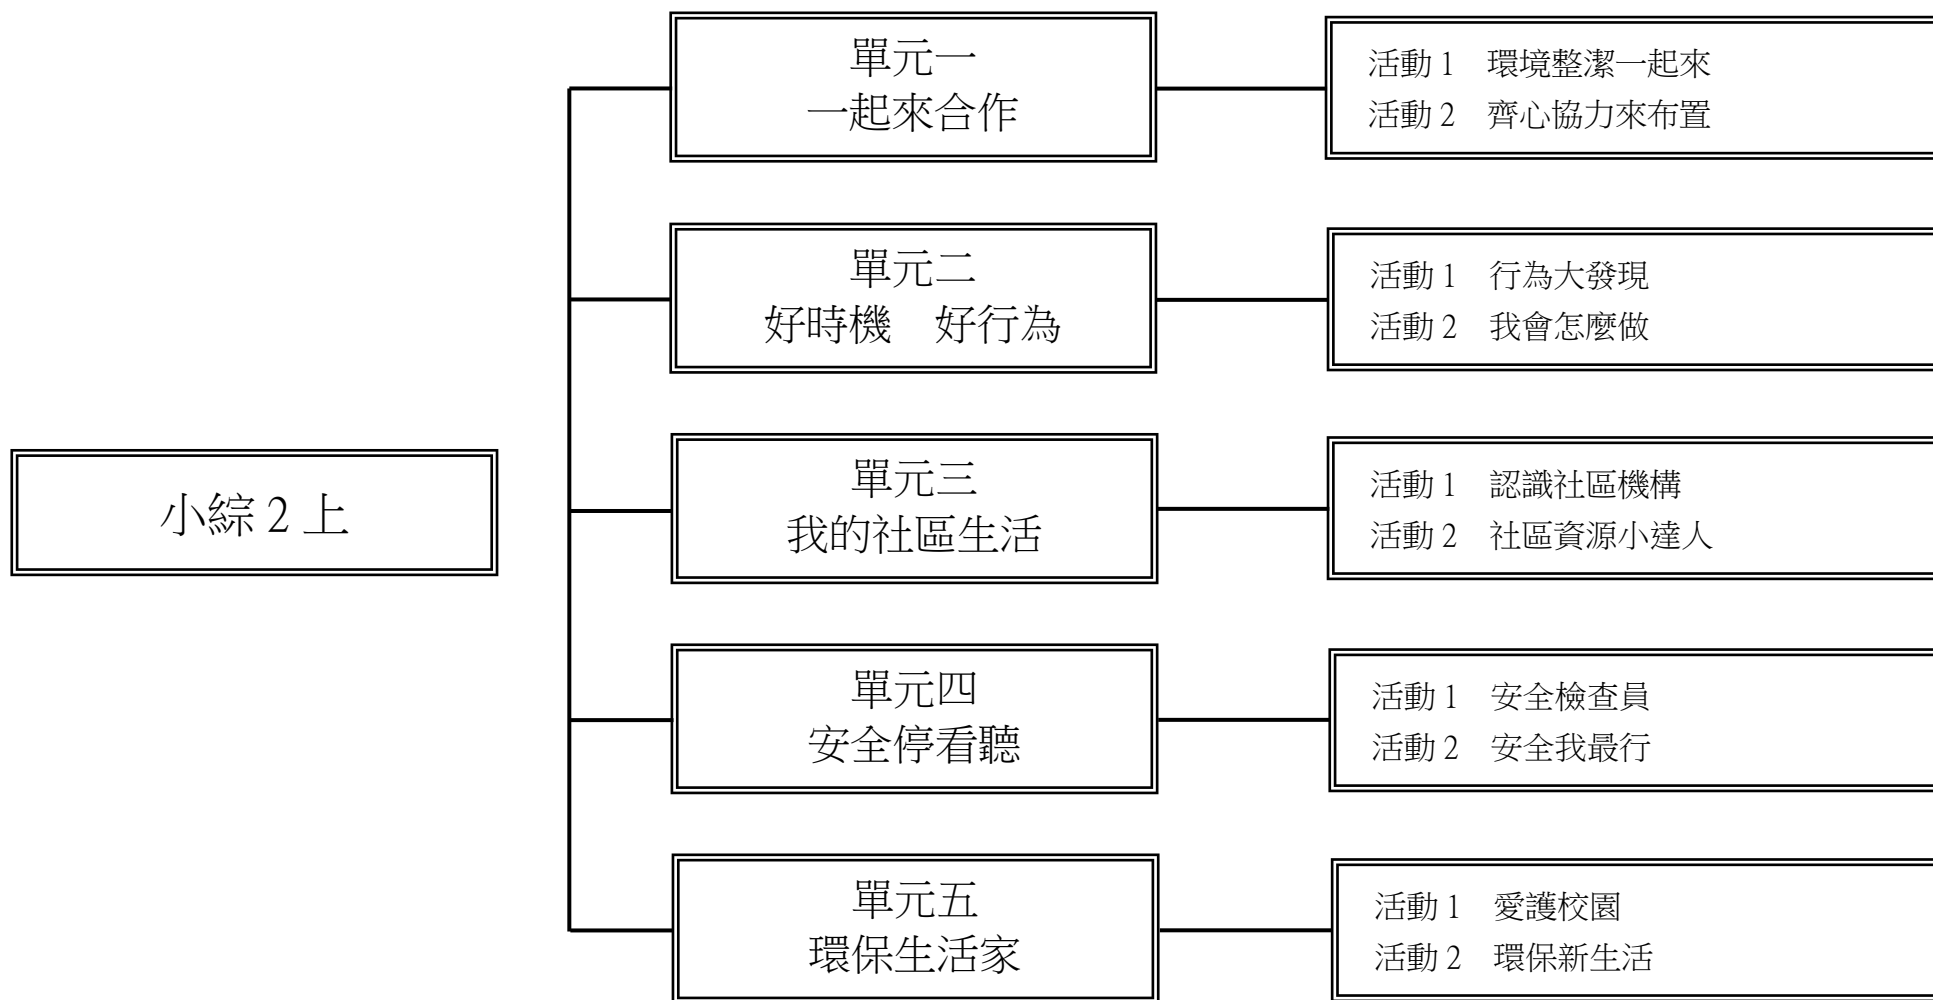 小綜 2 上
單元一
一起來合作
活動 1　環境整潔一起來
活動 2　齊心協力來布置
單元二
好時機　好行為
活動 1　行為大發現
活動 2　我會怎麼做
單元三
我的社區生活
活動 1　認識社區機構
活動 2　社區資源小達人
單元四
安全停看聽
活動 1　安全檢查員
活動 2　安全我最行
單元五
環保生活家
活動 1　愛護校園
活動 2　環保新生活